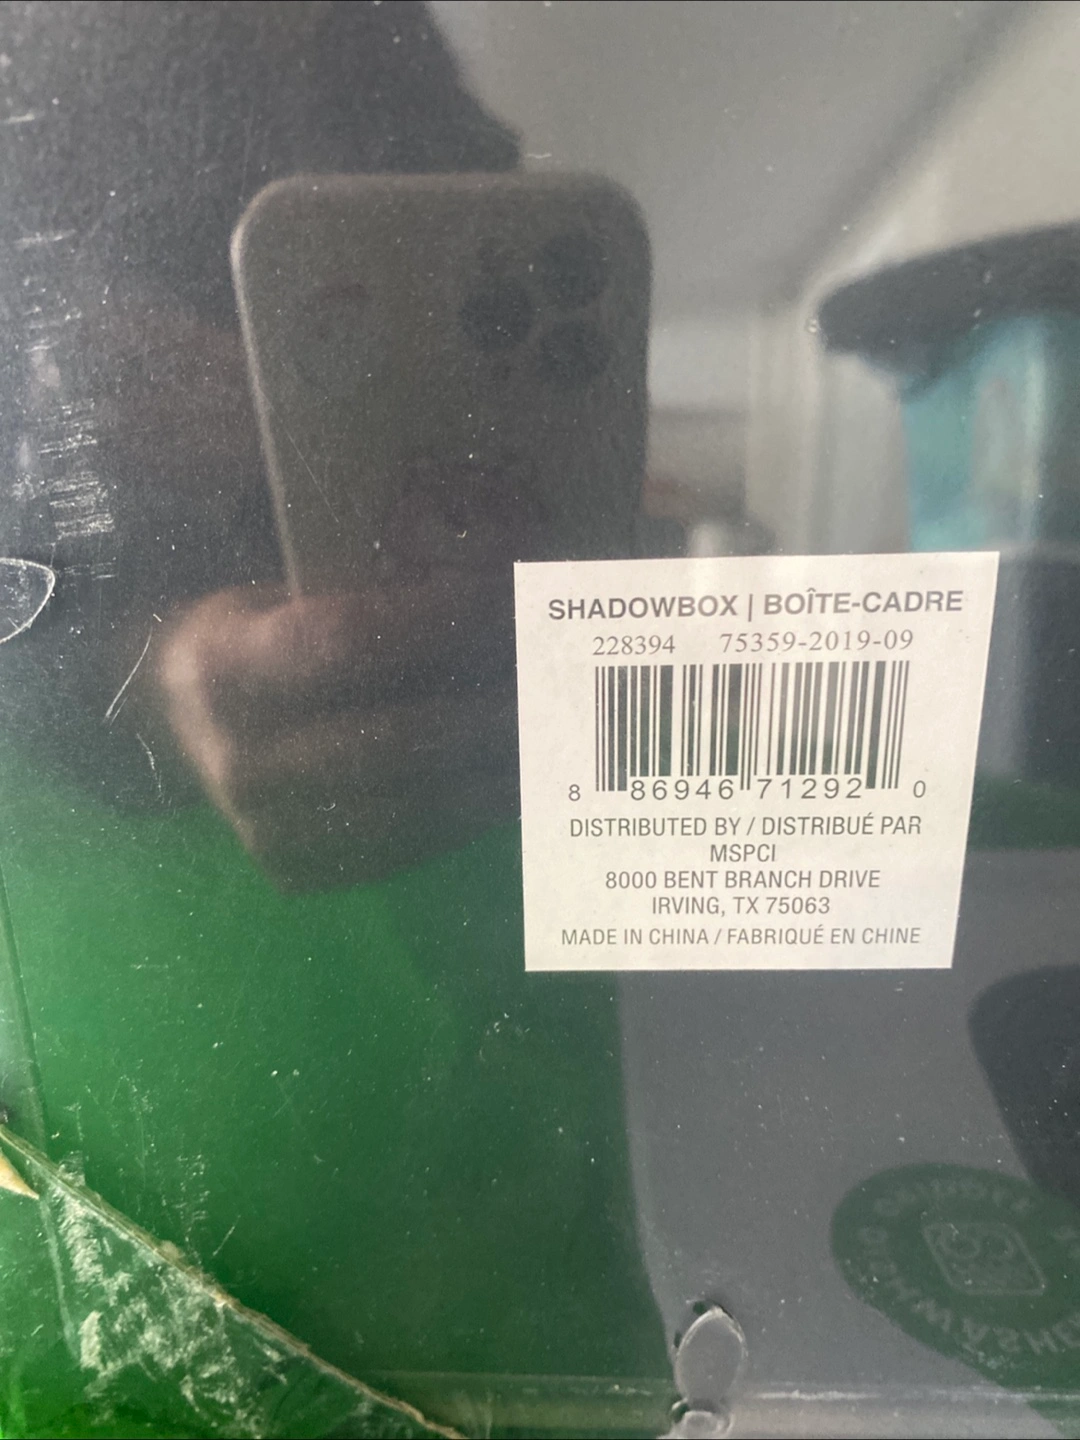 SHADOWBOX | BOÎTE-CADRE
228394 75359-2019-09
8 86946 71292 0
DISTRIBUTED BY / DISTRIBUÉ PAR
MSPCI
8000 BENT BRANCH DRIVE
IRVING, TX 75063
MADE IN CHINA / FABRIQUÉ EN CHINE